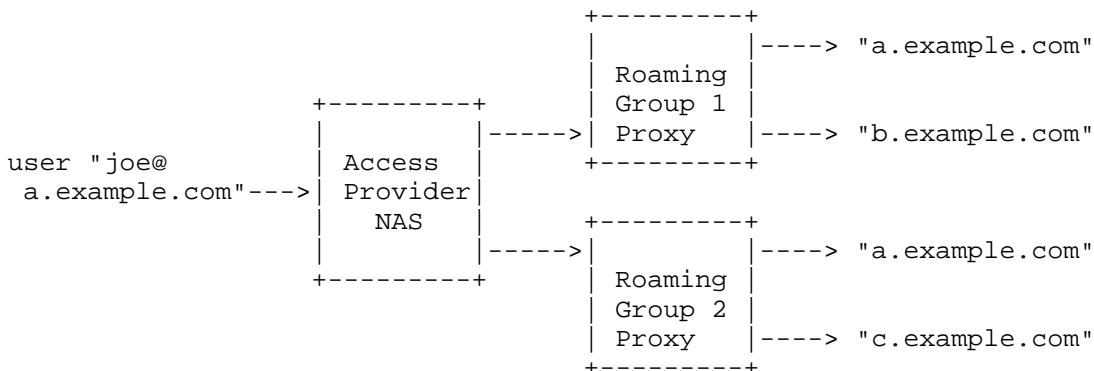 "a.example.com"
Roaming
Group 1
Proxy
"b.example.com"
user "joe@
a.example.com"
Access
Provider
NAS
"a.example.com"
Roaming
Group 2
Proxy
"c.example.com"